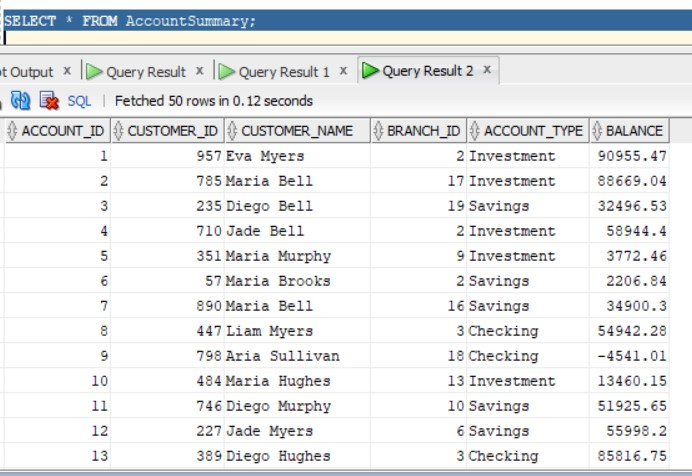 SELECT * FROM AccountSummary;
t Output x Query Result x Query Result 1 x Query Result 2 x
SQL | Fetched 50 rows in 0.12 seconds
ACCOUNT_ID CUSTOMER_ID CUSTOMER_NAME BRANCH_ID ACCOUNT_TYPE BALANCE
1 957 Eva Myers 2 Investment 90955.47
2 785 Maria Bell 17 Investment 88669.04
3 235 Diego Bell 19 Savings 32496.53
4 710 Jade Bell 2 Investment 58944.4
5 351 Maria Murphy 9 Investment 3772.46
6 57 Maria Brooks 2 Savings 2206.84
7 890 Maria Bell 16 Savings 34900.3
8 447 Liam Myers 3 Checking 54942.28
9 798 Aria Sullivan 18 Checking -4541.01
10 484 Maria Hughes 13 Investment 13460.15
11 746 Diego Murphy 10 Savings 51925.65
12 227 Jade Myers 6 Savings 55998.2
13 389 Diego Hughes 3 Checking 85816.75